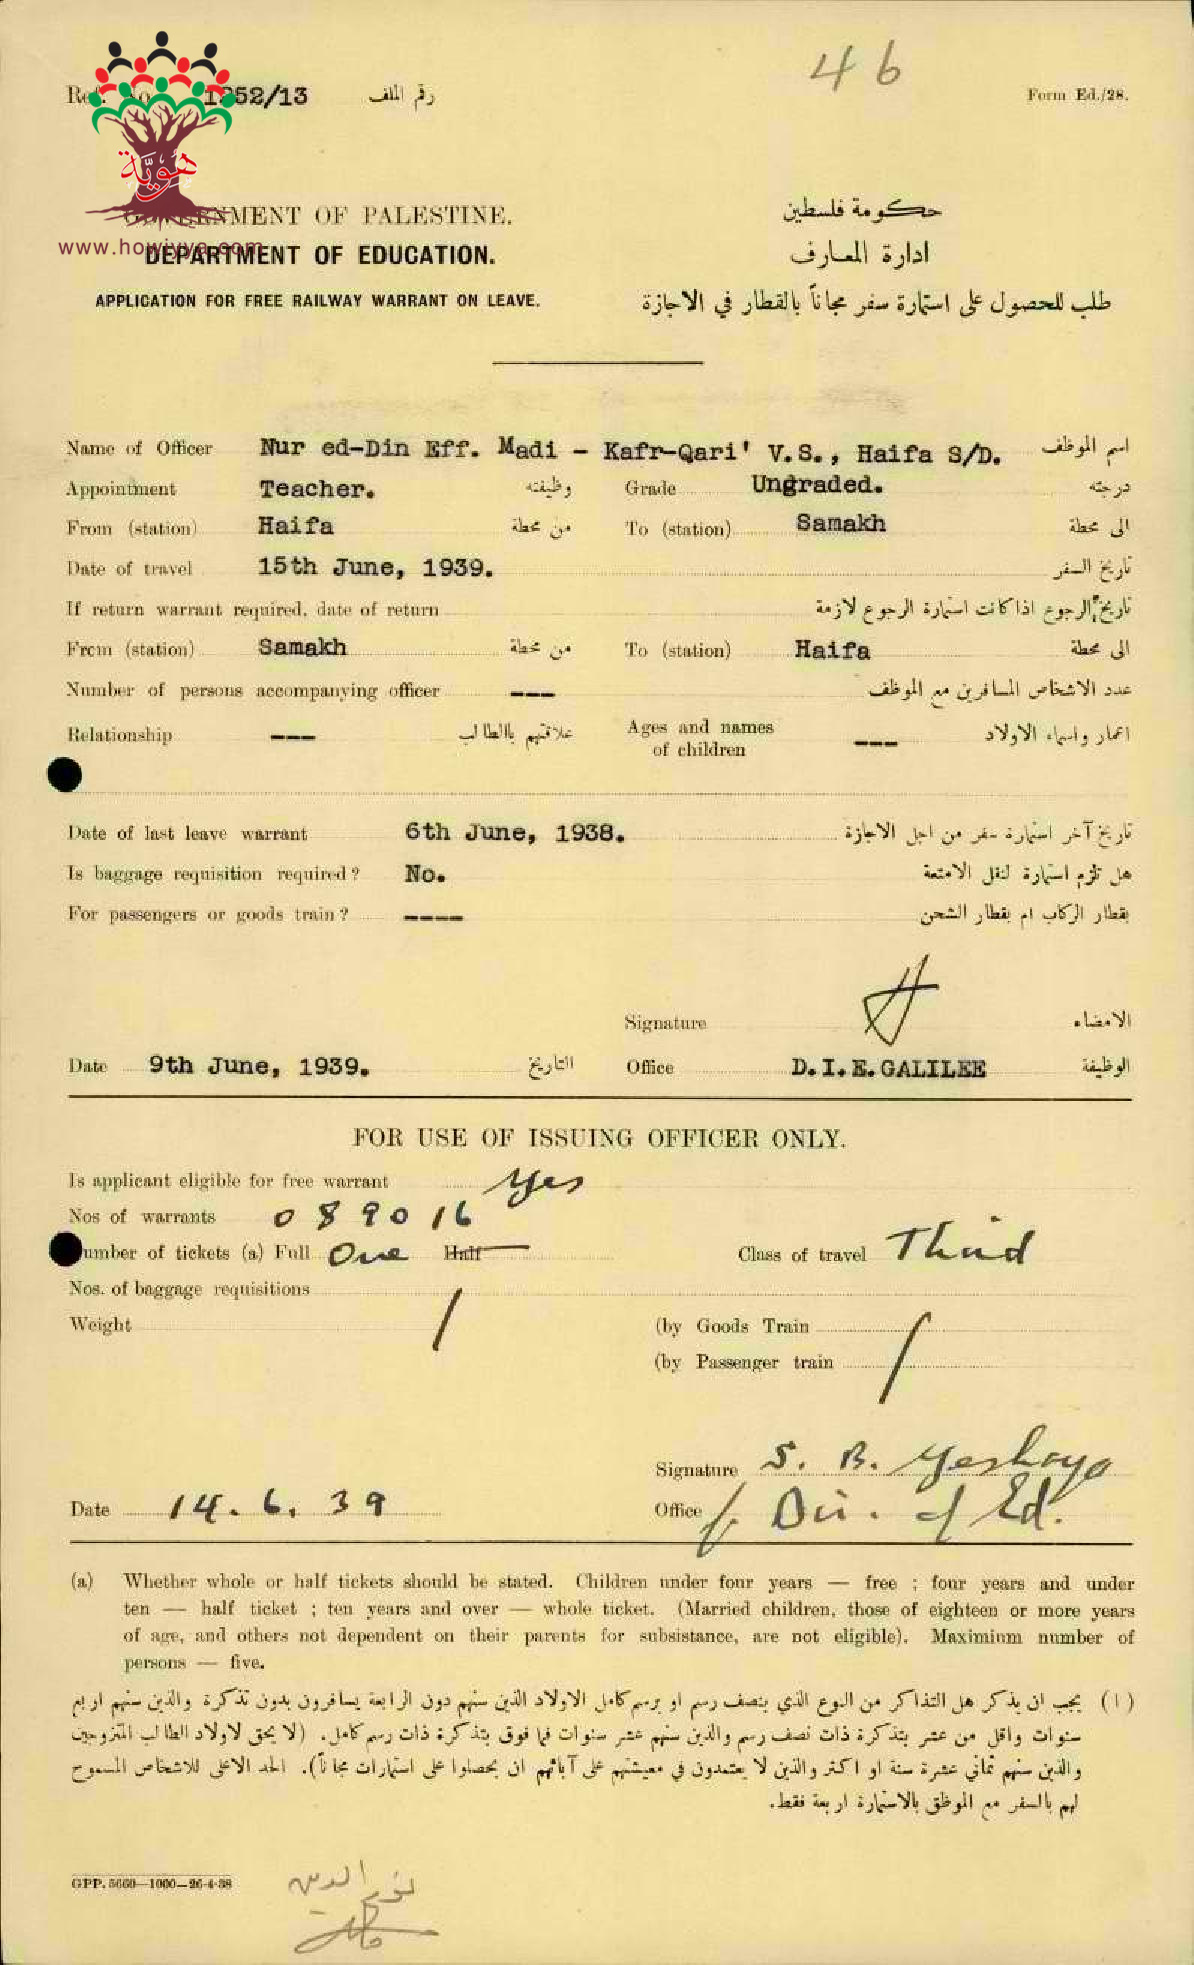 46
Ref. No. 1252/13 رقم الملف
Form Ed./28.
هُوِيَّة
www.howiyya.com
GOVERNMENT OF PALESTINE. حكومة فلسطين
DEPARTMENT OF EDUCATION. ادارة المعارف
APPLICATION FOR FREE RAILWAY WARRANT ON LEAVE. طلب للحصول على استمارة سفر مجاناً بالقطار في الاجازة
Name of Officer Nur ed-Din Eff. Madi - Kafr-Qari' V.S., Haifa S/D. اسم الموظف
Appointment Teacher. وظيفته Grade Ungraded. درجته
From (station) Haifa من محطة To (station) Samakh الى محطة
Date of travel 15th June, 1939. تاريخ السفر
If return warrant required, date of return تاريخ الرجوع اذا كانت استمارة الرجوع لازمة
From (station) Samakh من محطة To (station) Haifa الى محطة
Number of persons accompanying officer --- عدد الاشخاص المسافرين مع الموظف
Relationship --- علاقتهم بالطالب Ages and names of children --- اعمار واسماء الاولاد
Date of last leave warrant 6th June, 1938. تاريخ آخر استمارة سفر من اجل الاجازة
Is baggage requisition required? No. هل تلزم استمارة لنقل الامتعة
For passengers or goods train? ---- بقطار الركاب ام بقطار الشحن
Signature الامضاء
Date 9th June, 1939. التاريخ Office D.I.E.GALILEE الوظيفة
FOR USE OF ISSUING OFFICER ONLY.
Is applicant eligible for free warrant Yes
Nos of warrants 089016
Number of tickets (a) Full One Half Class of travel Third
Nos. of baggage requisitions
Weight (by Goods Train
(by Passenger train
Signature S. B. Yeshaya
Date 14.6.39 Office f. Dir. of Ed.
(a) Whether whole or half tickets should be stated. Children under four years — free ; four years and under
ten — half ticket ; ten years and over — whole ticket. (Married children, those of eighteen or more years
of age, and others not dependent on their parents for subsistance, are not eligible). Maximium number of
persons — five.
(١) يجب ان يذكر هل التذاكر من النوع الذي بنصف رسم او برسم كامل الاولاد الذين سنهم دون الرابعة يسافرون بدون تذكرة والذين سنهم اربع
سنوات واقل من عشر بتذكرة ذات نصف رسم والذين سنهم عشر سنوات فما فوق بتذكرة ذات رسم كامل. (لا يحق لاولاد الطالب المتزوجين
والذين سنهم ثماني عشرة سنة او اكثر والذين لا يعتمدون في معيشتهم على آبائهم ان يحصلوا على استمارات مجاناً). الحد الاعلى للاشخاص المسموح
لهم بالسفر مع الموظق بالاستمارة اربعة فقط.
GPP. 5660—1000—26-4-38